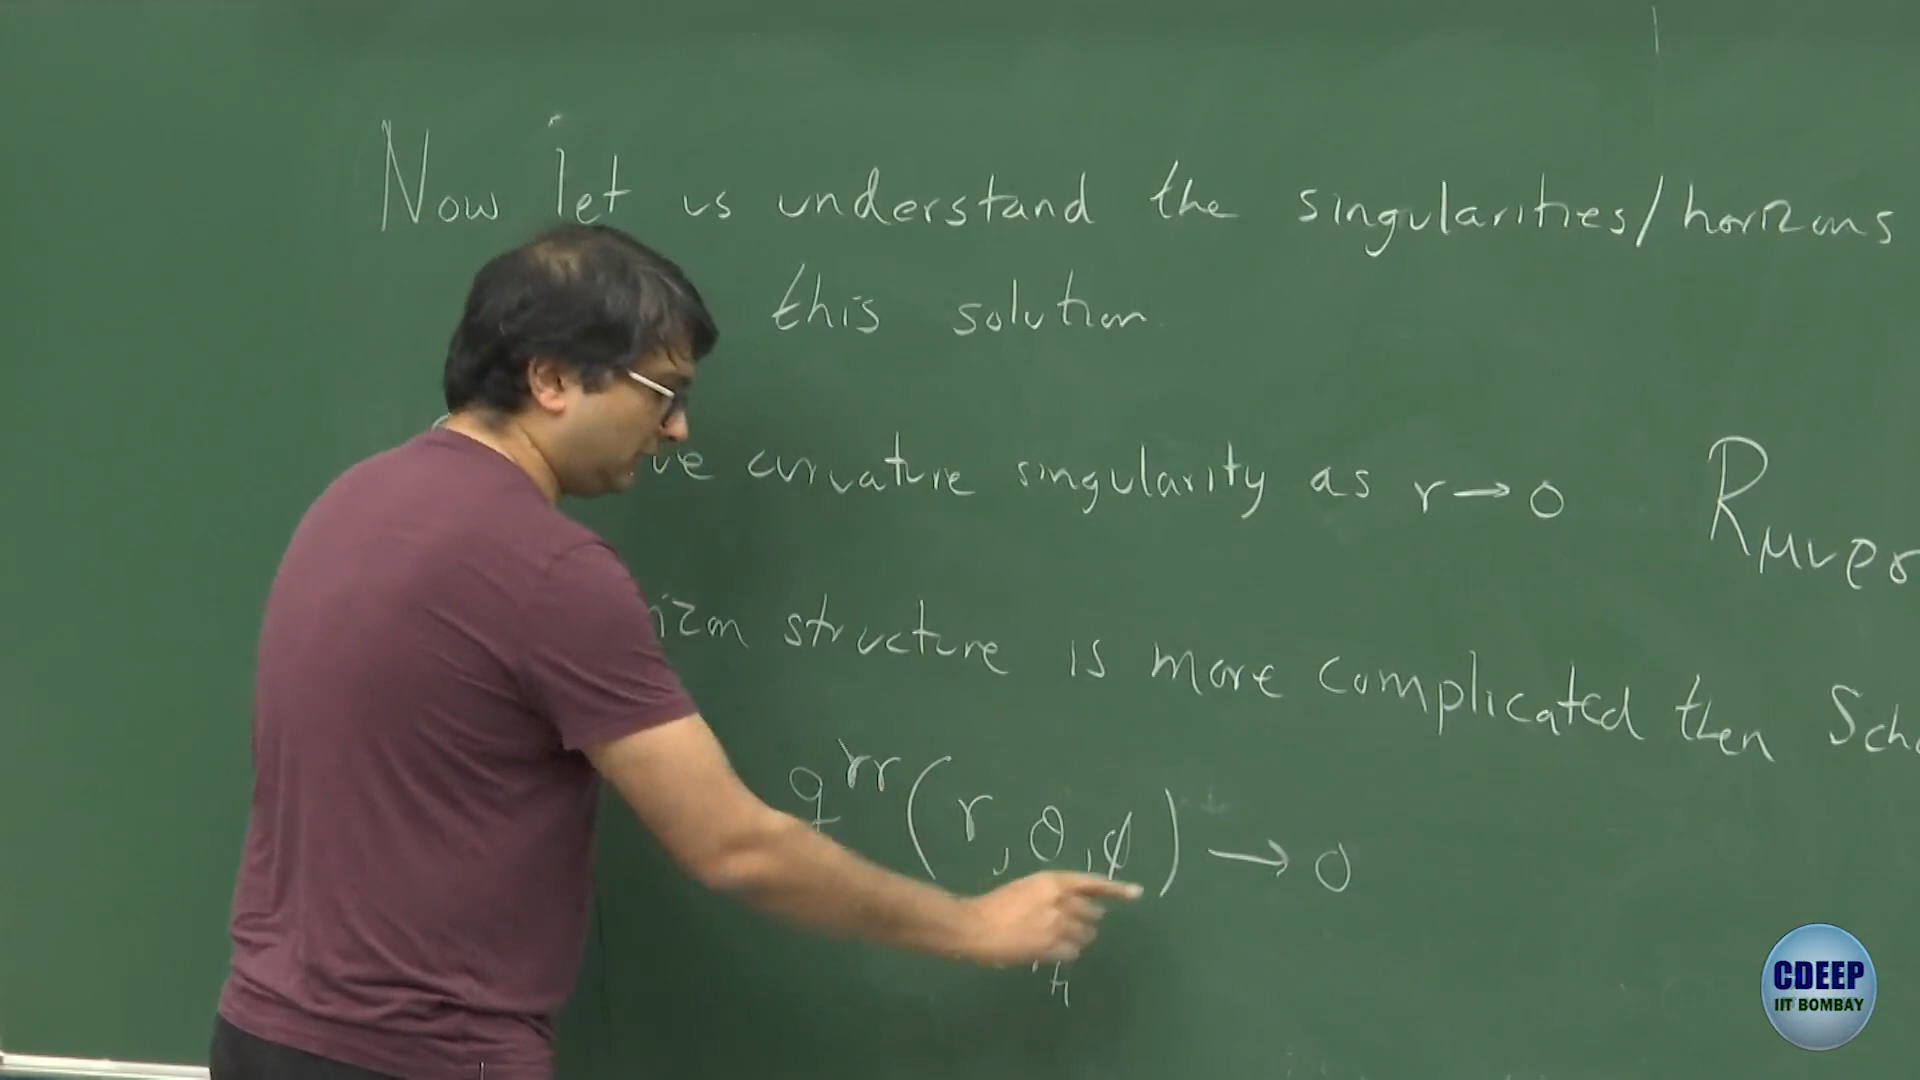 Now let us understand the singularities/horizons
this solution
ve curvature singularity as r → 0 Rμνρσ
izon structure is more complicated then Sch
g^rr (r, θ, φ) → 0
CDEEP
IIT BOMBAY